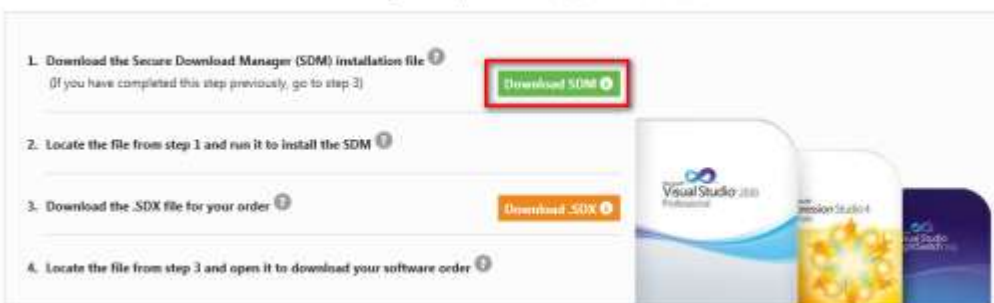 1. Download the Secure Download Manager (SDM) installation file ?
(If you have completed this step previously, go to step 3)
Download SDM
2. Locate the file from step 1 and run it to install the SDM ?
3. Download the .SDX file for your order ?
Download .SDX
4. Locate the file from step 3 and open it to download your software order ?
Visual Studio 2010
Professional
ression Studio 4